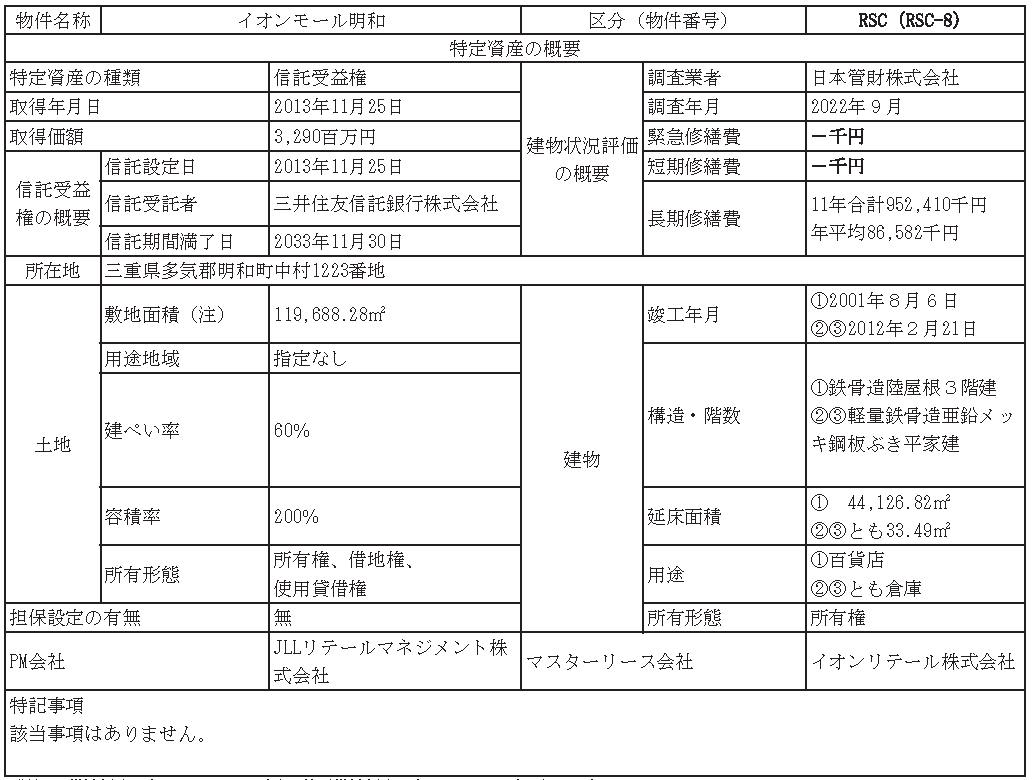 物件名称 イオンモール明和 区分（物件番号） RSC（RSC-8）
特定資産の概要
特定資産の種類 信託受益権 調査業者 日本管財株式会社
取得年月日 2013年11月25日 調査年月 2022年９月
取得価額 3,290百万円 緊急修繕費 －千円
建物状況評価
の概要
信託設定日 2013年11月25日 短期修繕費 －千円
信託受益
権の概要
信託受託者 三井住友信託銀行株式会社
長期修繕費 11年合計952,410千円
年平均86,582千円
信託期間満了日 2033年11月30日
所在地 三重県多気郡明和町中村1223番地
土地
敷地面積（注） 119,688.28㎡
用途地域 指定なし
建ぺい率 60%
容積率 200%
所有形態 所有権、借地権、
使用貸借権
建物
竣工年月 ①2001年８月６日
②③2012年２月21日
構造・階数 ①鉄骨造陸屋根３階建
②③軽量鉄骨造亜鉛メッ
キ鋼板ぶき平家建
延床面積 ①　44,126.82㎡
②③とも33.49㎡
用途 ①百貨店
②③とも倉庫
担保設定の有無 無 所有形態 所有権
PM会社 JLLリテールマネジメント株
式会社
マスターリース会社 イオンリテール株式会社
特記事項
該当事項はありません。